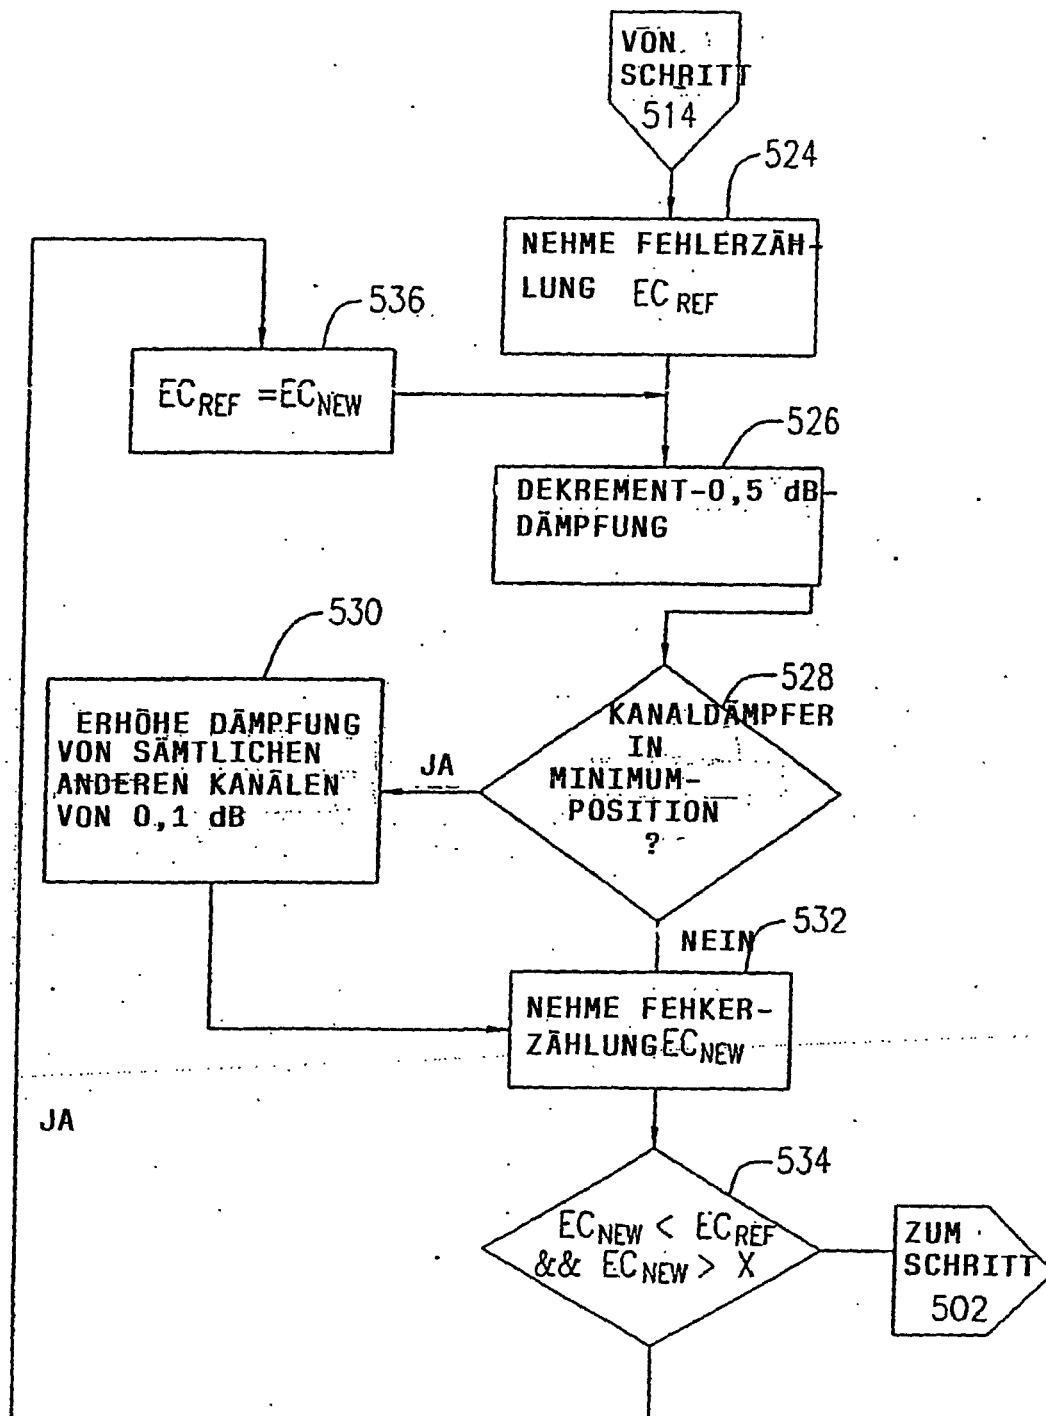 VON
SCHRITT
514
524
NEHME FEHLERZÄH-
LUNG EC REF
536
EC REF = EC NEW
526
DEKREMENT-0,5 dB-
DÄMPFUNG
530
ERHÖHE DÄMPFUNG
VON SÄMTLICHEN
ANDEREN KANÄLEN
VON 0,1 dB
JA
528
KANALDÄMPFER
IN
MINIMUM-
POSITION
?
NEIN
532
NEHME FEHKER-
ZÄHLUNG EC NEW
JA
534
EC NEW < EC REF
&& EC NEW > X
ZUM
SCHRITT
502